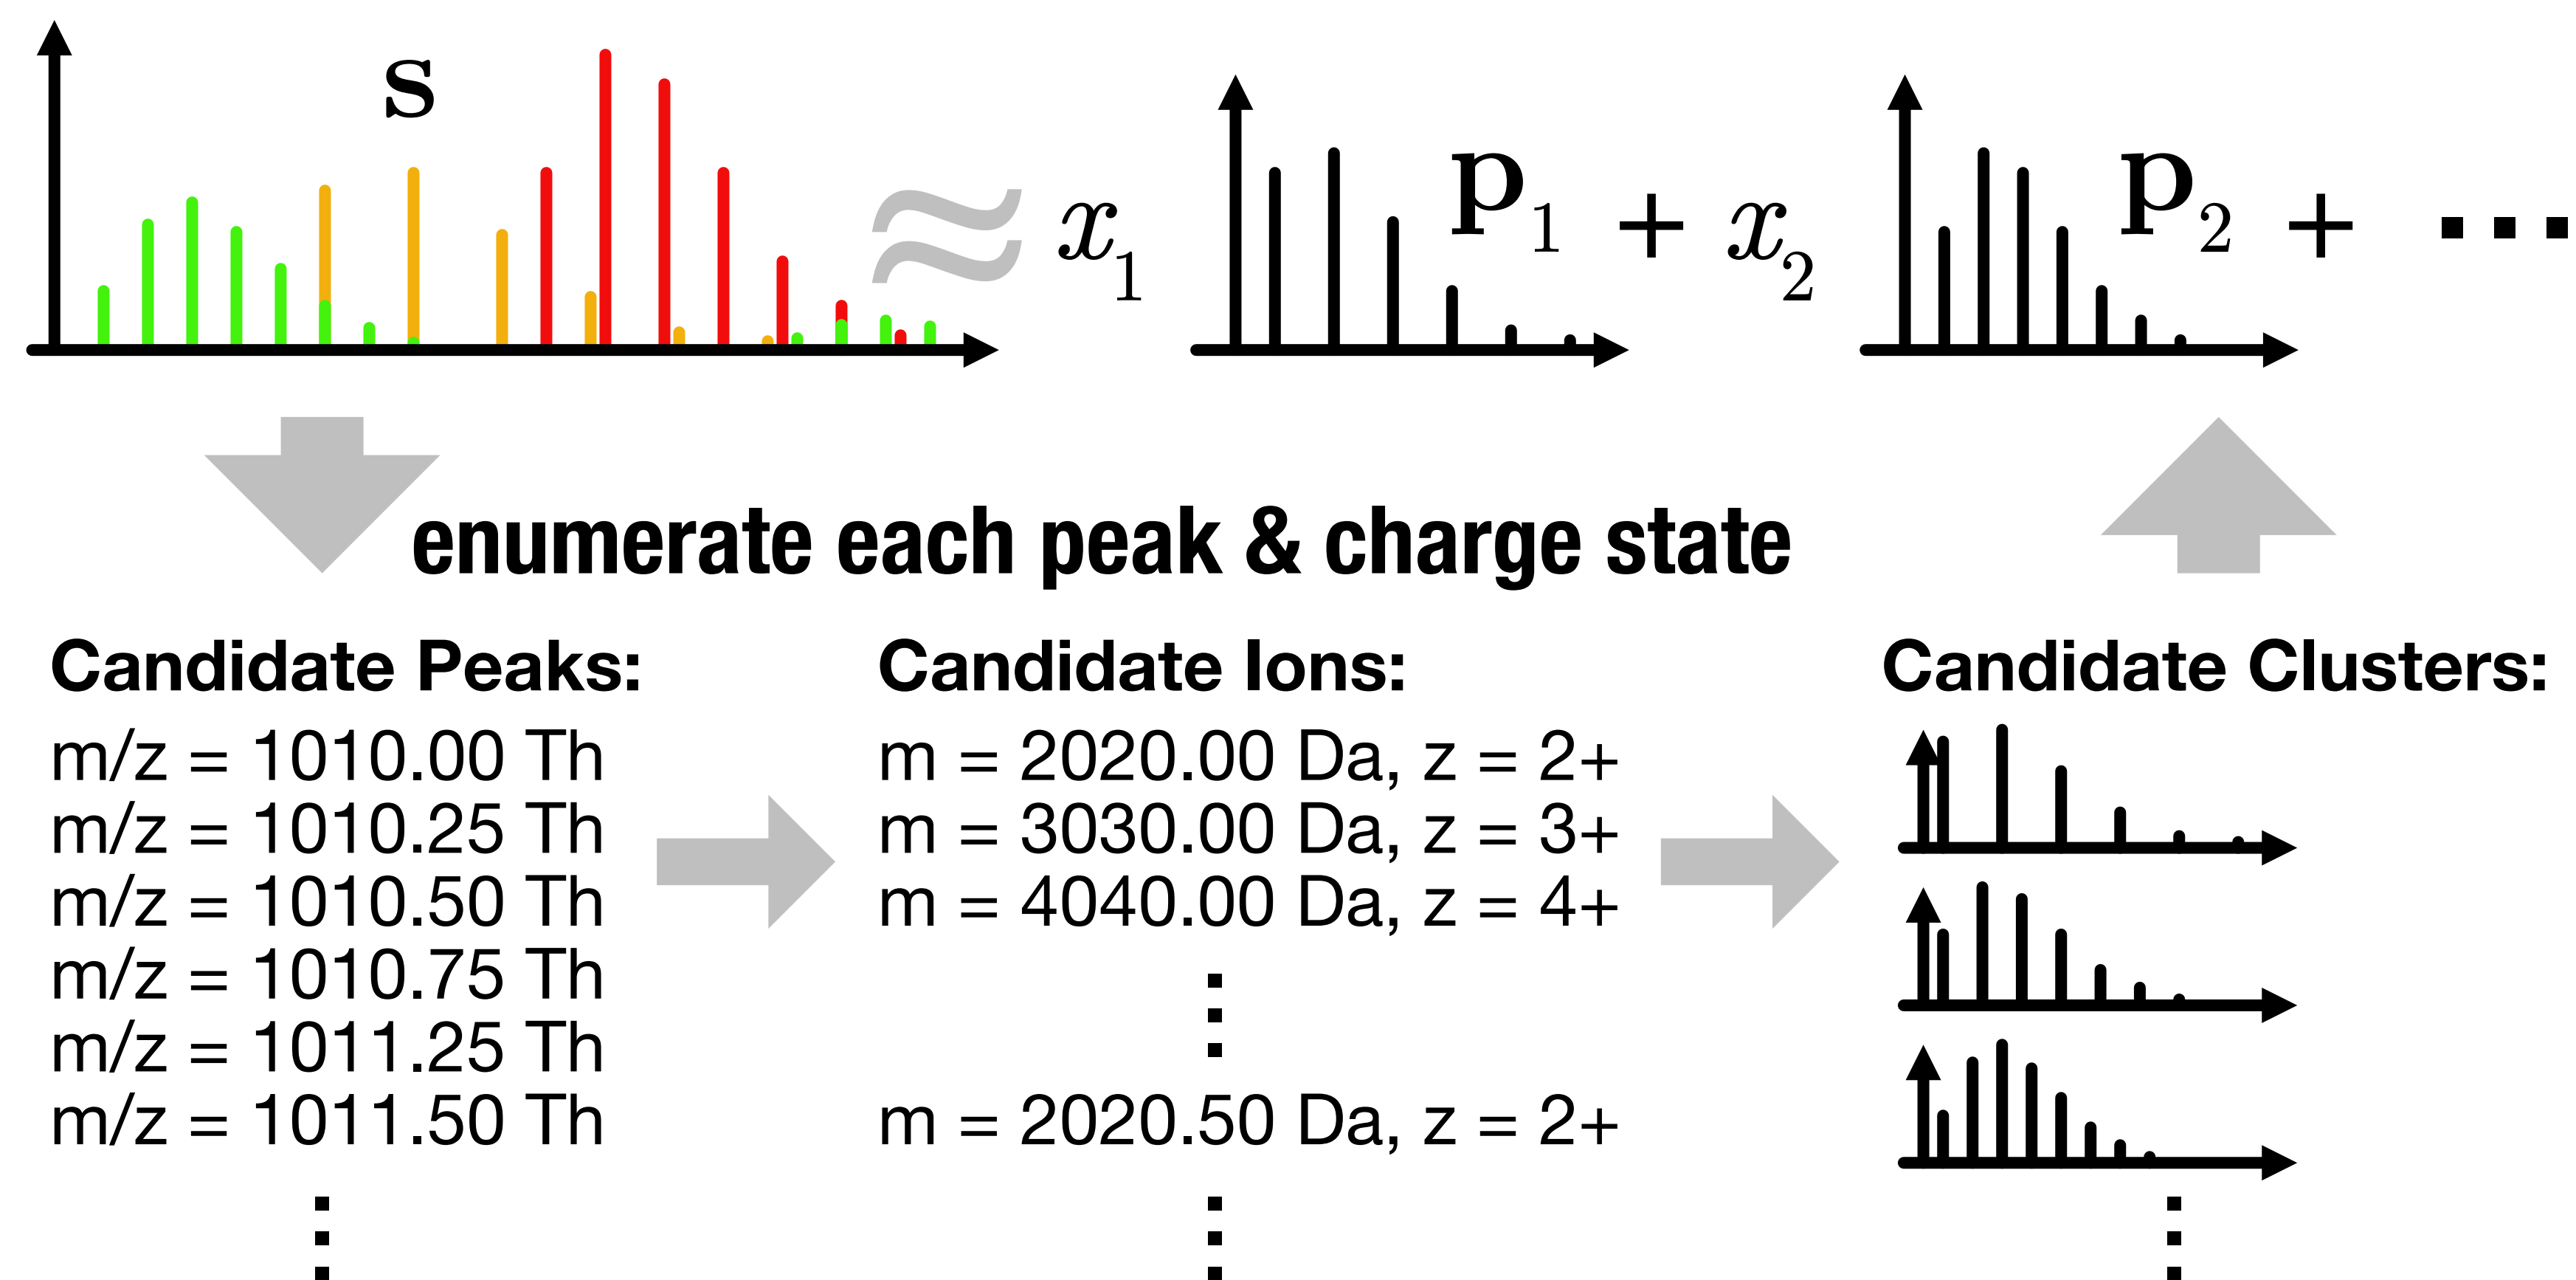 s ≈ x₁ p₁ + x₂ p₂ + ...
enumerate each peak & charge state
Candidate Peaks:
m/z = 1010.00 Th
m/z = 1010.25 Th
m/z = 1010.50 Th
m/z = 1010.75 Th
m/z = 1011.25 Th
m/z = 1011.50 Th
Candidate Ions:
m = 2020.00 Da, z = 2+
m = 3030.00 Da, z = 3+
m = 4040.00 Da, z = 4+
m = 2020.50 Da, z = 2+
Candidate Clusters: